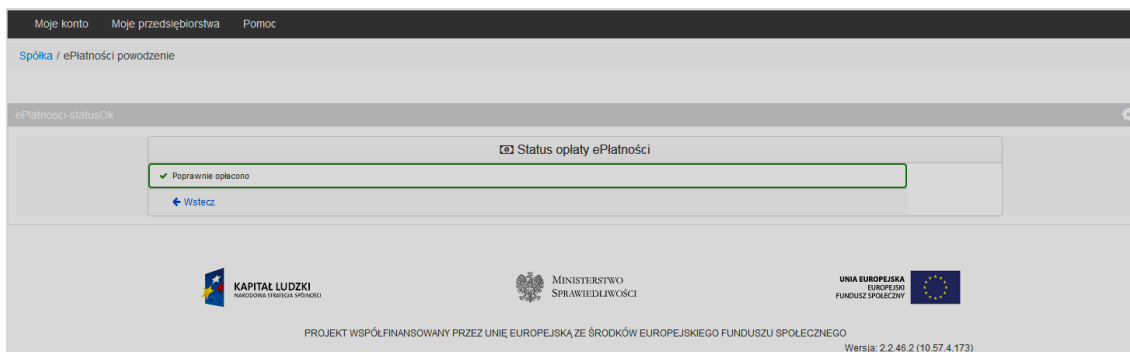 Moje konto Moje przedsiębiorstwa Pomoc
Spółka / ePłatności powodzenie
ePlatnosci-statusOk
Status opłaty ePłatności
Poprawnie opłacono
Wstecz
KAPITAŁ LUDZKI
NARODOWA STRATEGIA SPÓJNOŚCI
MINISTERSTWO
SPRAWIEDLIWOŚCI
UNIA EUROPEJSKA
EUROPEJSKI
FUNDUSZ SPOŁECZNY
PROJEKT WSPÓŁFINANSOWANY PRZEZ UNIĘ EUROPEJSKĄ ZE ŚRODKÓW EUROPEJSKIEGO FUNDUSZU SPOŁECZNEGO
Wersja: 2.2.46.2 (10.57.4.173)